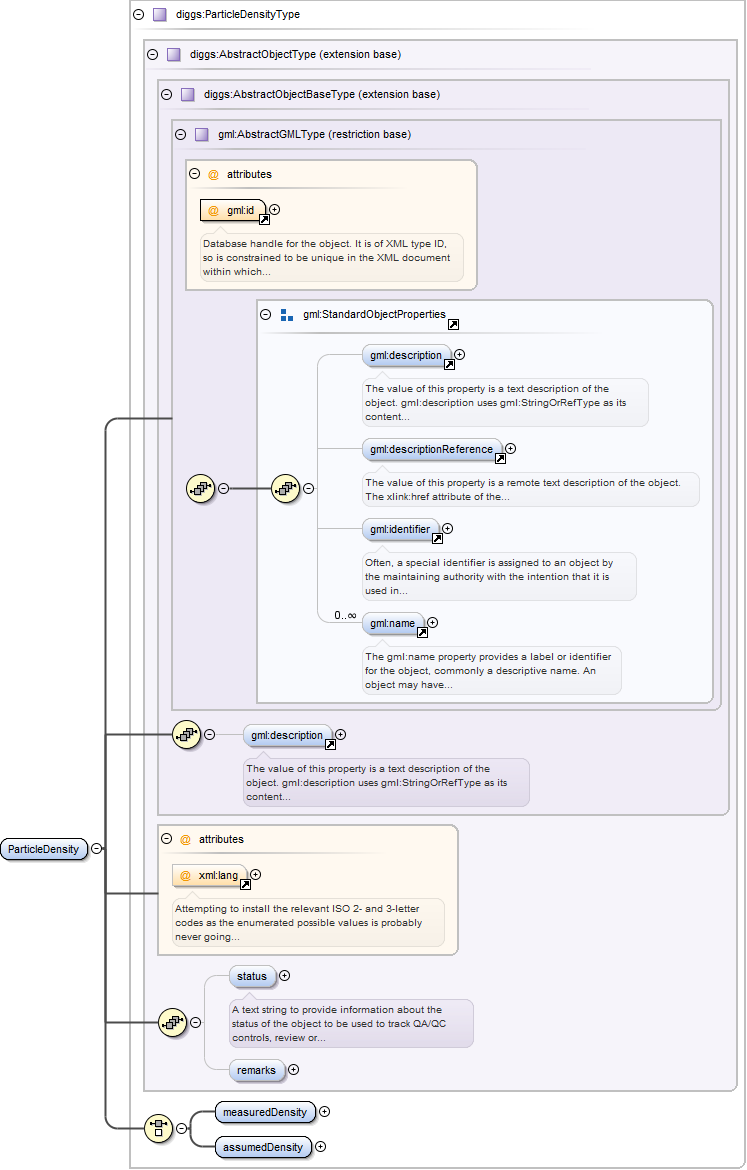 diggs:ParticleDensityType
diggs:AbstractObjectType (extension base)
diggs:AbstractObjectBaseType (extension base)
gml:AbstractGMLType (restriction base)
@ attributes
@ gml:id
Database handle for the object. It is of XML type ID,
so is constrained to be unique in the XML document
within which...
gml:StandardObjectProperties
gml:description
The value of this property is a text description of the
object. gml:description uses gml:StringOrRefType as its
content...
gml:descriptionReference
The value of this property is a remote text description of the object.
The xlink:href attribute of the...
gml:identifier
Often, a special identifier is assigned to an object by
the maintaining authority with the intention that it is
used in...
0..∞
gml:name
The gml:name property provides a label or identifier
for the object, commonly a descriptive name. An
object may have...
gml:description
The value of this property is a text description of the
object. gml:description uses gml:StringOrRefType as its
content...
ParticleDensity
@ attributes
@ xml:lang
Attempting to install the relevant ISO 2- and 3-letter
codes as the enumerated possible values is probably
never going...
status
A text string to provide information about the
status of the object to be used to track QA/QC
controls, review or...
remarks
measuredDensity
assumedDensity